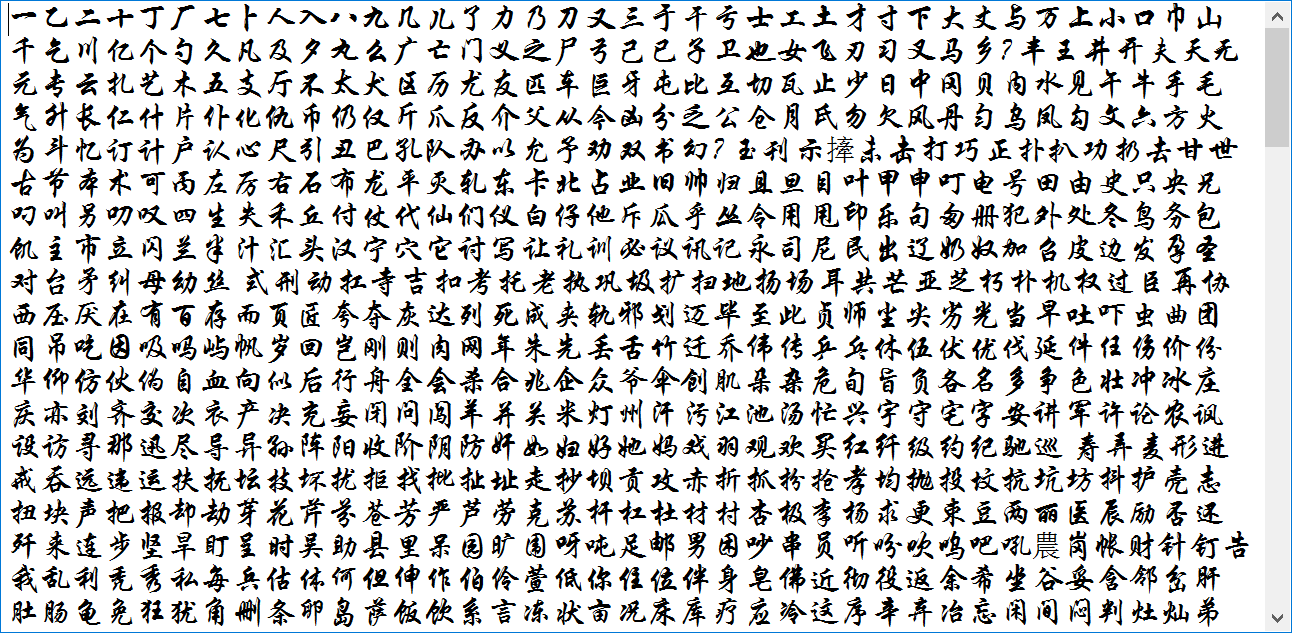 一乙二十丁厂七卜人入八九几儿了力乃刀又三于干亏士工土才寸下大丈与万上小口巾山
千乞川亿个勺久凡及夕丸么广亡门义之尸弓己已子卫也女飞刃习叉马乡?丰王井开夫天无
元专云扎艺木五支厅不太犬区历尤友匹车巨牙屯比互切瓦止少日中冈贝内水见午牛手毛
气升长仁什片仆化仇币仍仅斤爪反介父从今凶分乏公仓月氏勿欠风丹匀乌凤勾文六方火
为斗忆订计户认心尺引丑巴孔队办以允予劝双书幻?玉刊示擇未击打巧正扑扒功扔去甘世
古节本术可丙左厉右石布龙平灭轧东卡北占业旧帅归且旦目叶甲申叮电号田由史只央兄
叼叫另叨叹四生失禾丘付仗代仙们仪白仔他斥瓜乎丛令用甩印乐句匆册犯外处冬鸟务包
饥主市立闪兰半汁汇头汉宁穴它讨写让礼训必议讯记永司尼民出辽奶奴加召皮边发孕圣
对台矛纠母幼丝 式刑动扛寺吉扣考托老执巩圾扩扫地扬场耳共芒亚芝朽朴机权过臣再协
西压厌在有百存而页匠夸夺灰达列死成夹轨邪划迈毕至此贞师尘尖劣光当早吐吓虫曲团
同吊吃因吸吗屿帆岁回岂刚则肉网年朱先丢舌竹迁乔伟传乒乓休伍伏优伐延件任伤价份
华仰仿伙伪自血向似后行舟全会杀合兆企众爷伞创肌朵杂危旬旨负各名多争色壮冲冰庄
庆亦刘齐交次衣产决充妄闭问闯羊并关米灯州汗污江池汤忙兴宇守宅字安讲军许论农讽
设访寻那迅尽导异孙阵阳收阶阴防奸如妇好她妈戏羽观欢买红纤级约纪驰巡 寿弄麦形进
戒吞远违运扶抚坛技坏扰拒找批扯址走抄坝贡攻赤折抓扮抢孝均抛投坟抗坑坊抖护壳志
扭块声把报却劫芽花芹芬苍芳严芦劳克苏杆杠杜材村杏极李杨求更束豆两丽医辰励否还
歼来连步坚旱盯呈时吴助县里呆园旷围呀吨足邮男困吵串员听吩吹呜吧吼農岗帐财针钉告
我乱利秃秀私每兵估体何但伸作伯伶萱低你住位伴身皂佛近彻役返余希坐谷妥含邻岔肝
肚肠龟免狂犹角删条卵岛萨饭饮系言冻状亩况床库疗应冷这序辛弃冶忘闲间闷判灶灿弟